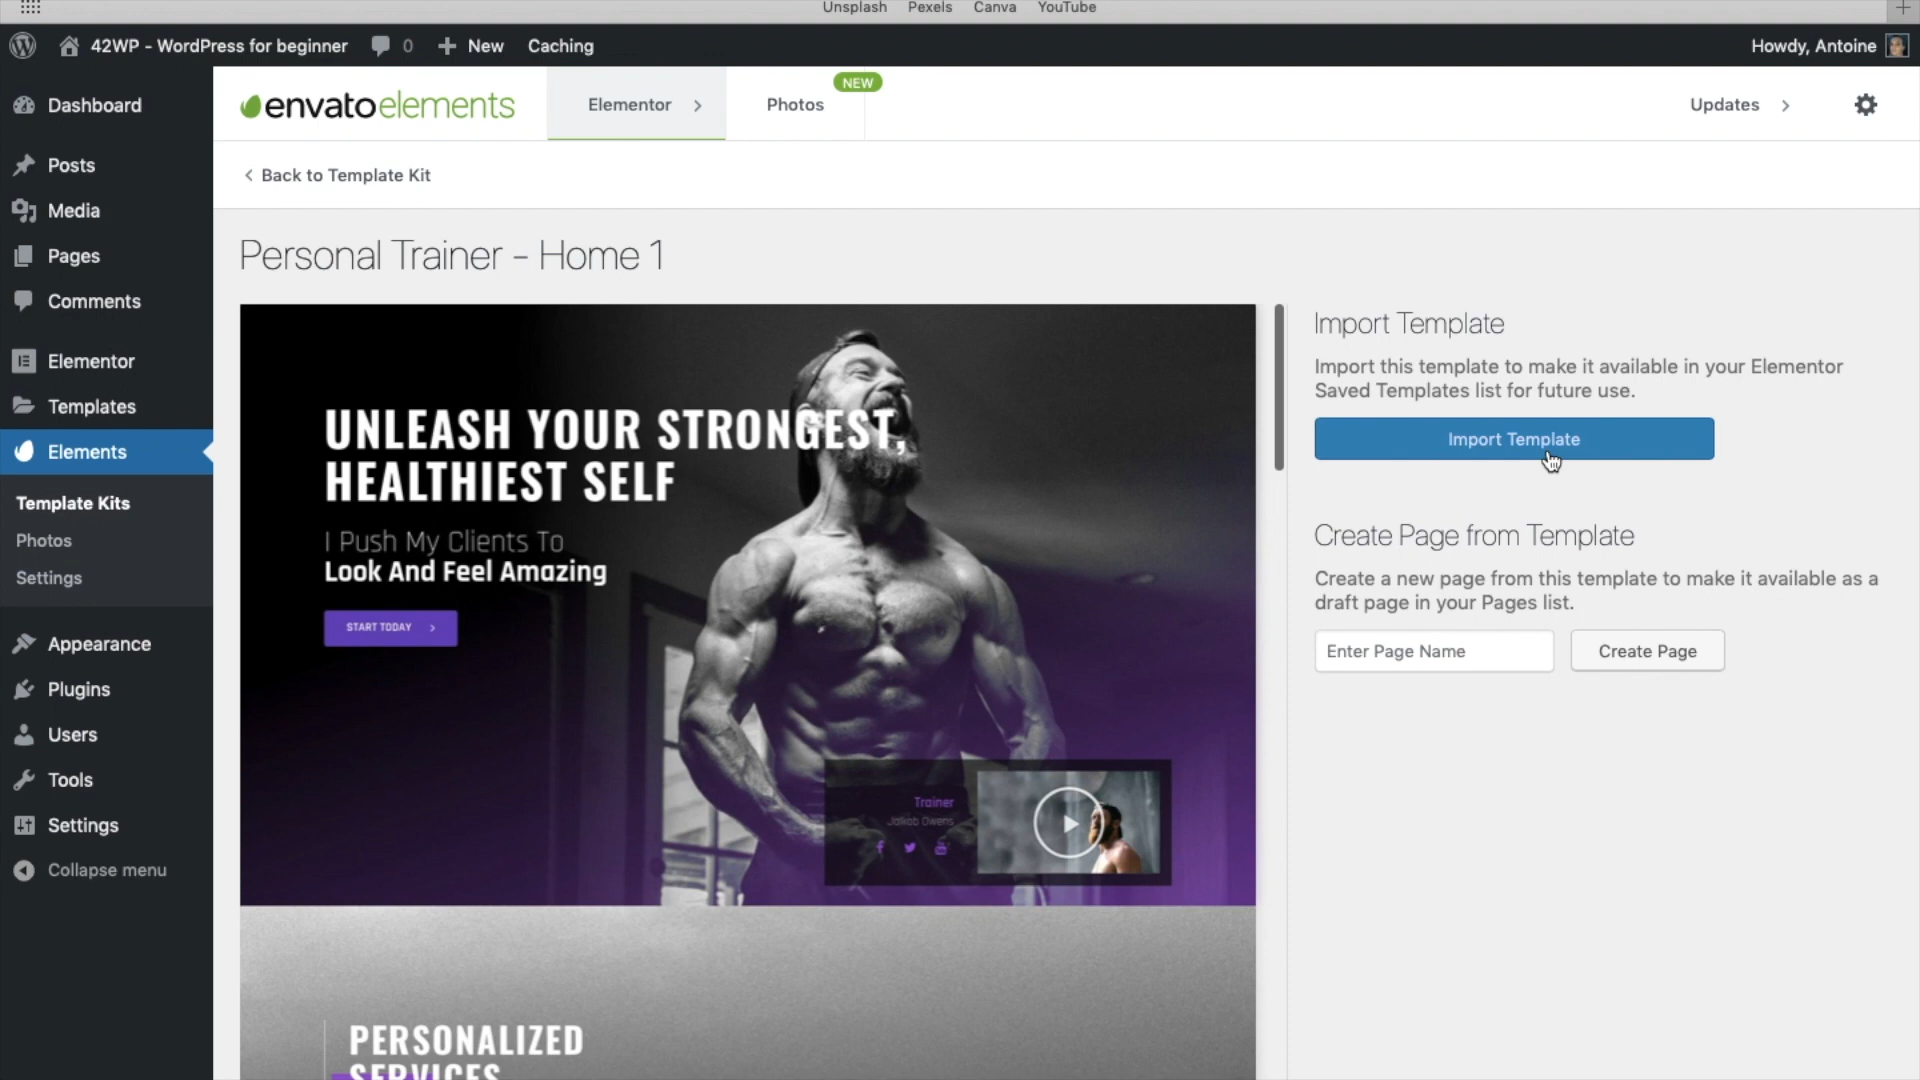 Unsplash Pexels Canva YouTube
42WP - WordPress for beginner 0 New Caching Howdy, Antoine
Dashboard
Posts
Media
Pages
Comments
Elementor
Templates
Elements
Template Kits
Photos
Settings
Appearance
Plugins
Users
Tools
Settings
Collapse menu
envatoelements Elementor Photos NEW Updates
Back to Template Kit
Personal Trainer - Home 1
UNLEASH YOUR STRONGEST,
HEALTHIEST SELF
I Push My Clients To
Look And Feel Amazing
START TODAY
Trainer
Jakob Owens
PERSONALIZED
SERVICES
Import Template
Import this template to make it available in your Elementor
Saved Templates list for future use.
Import Template
Create Page from Template
Create a new page from this template to make it available as a
draft page in your Pages list.
Enter Page Name Create Page